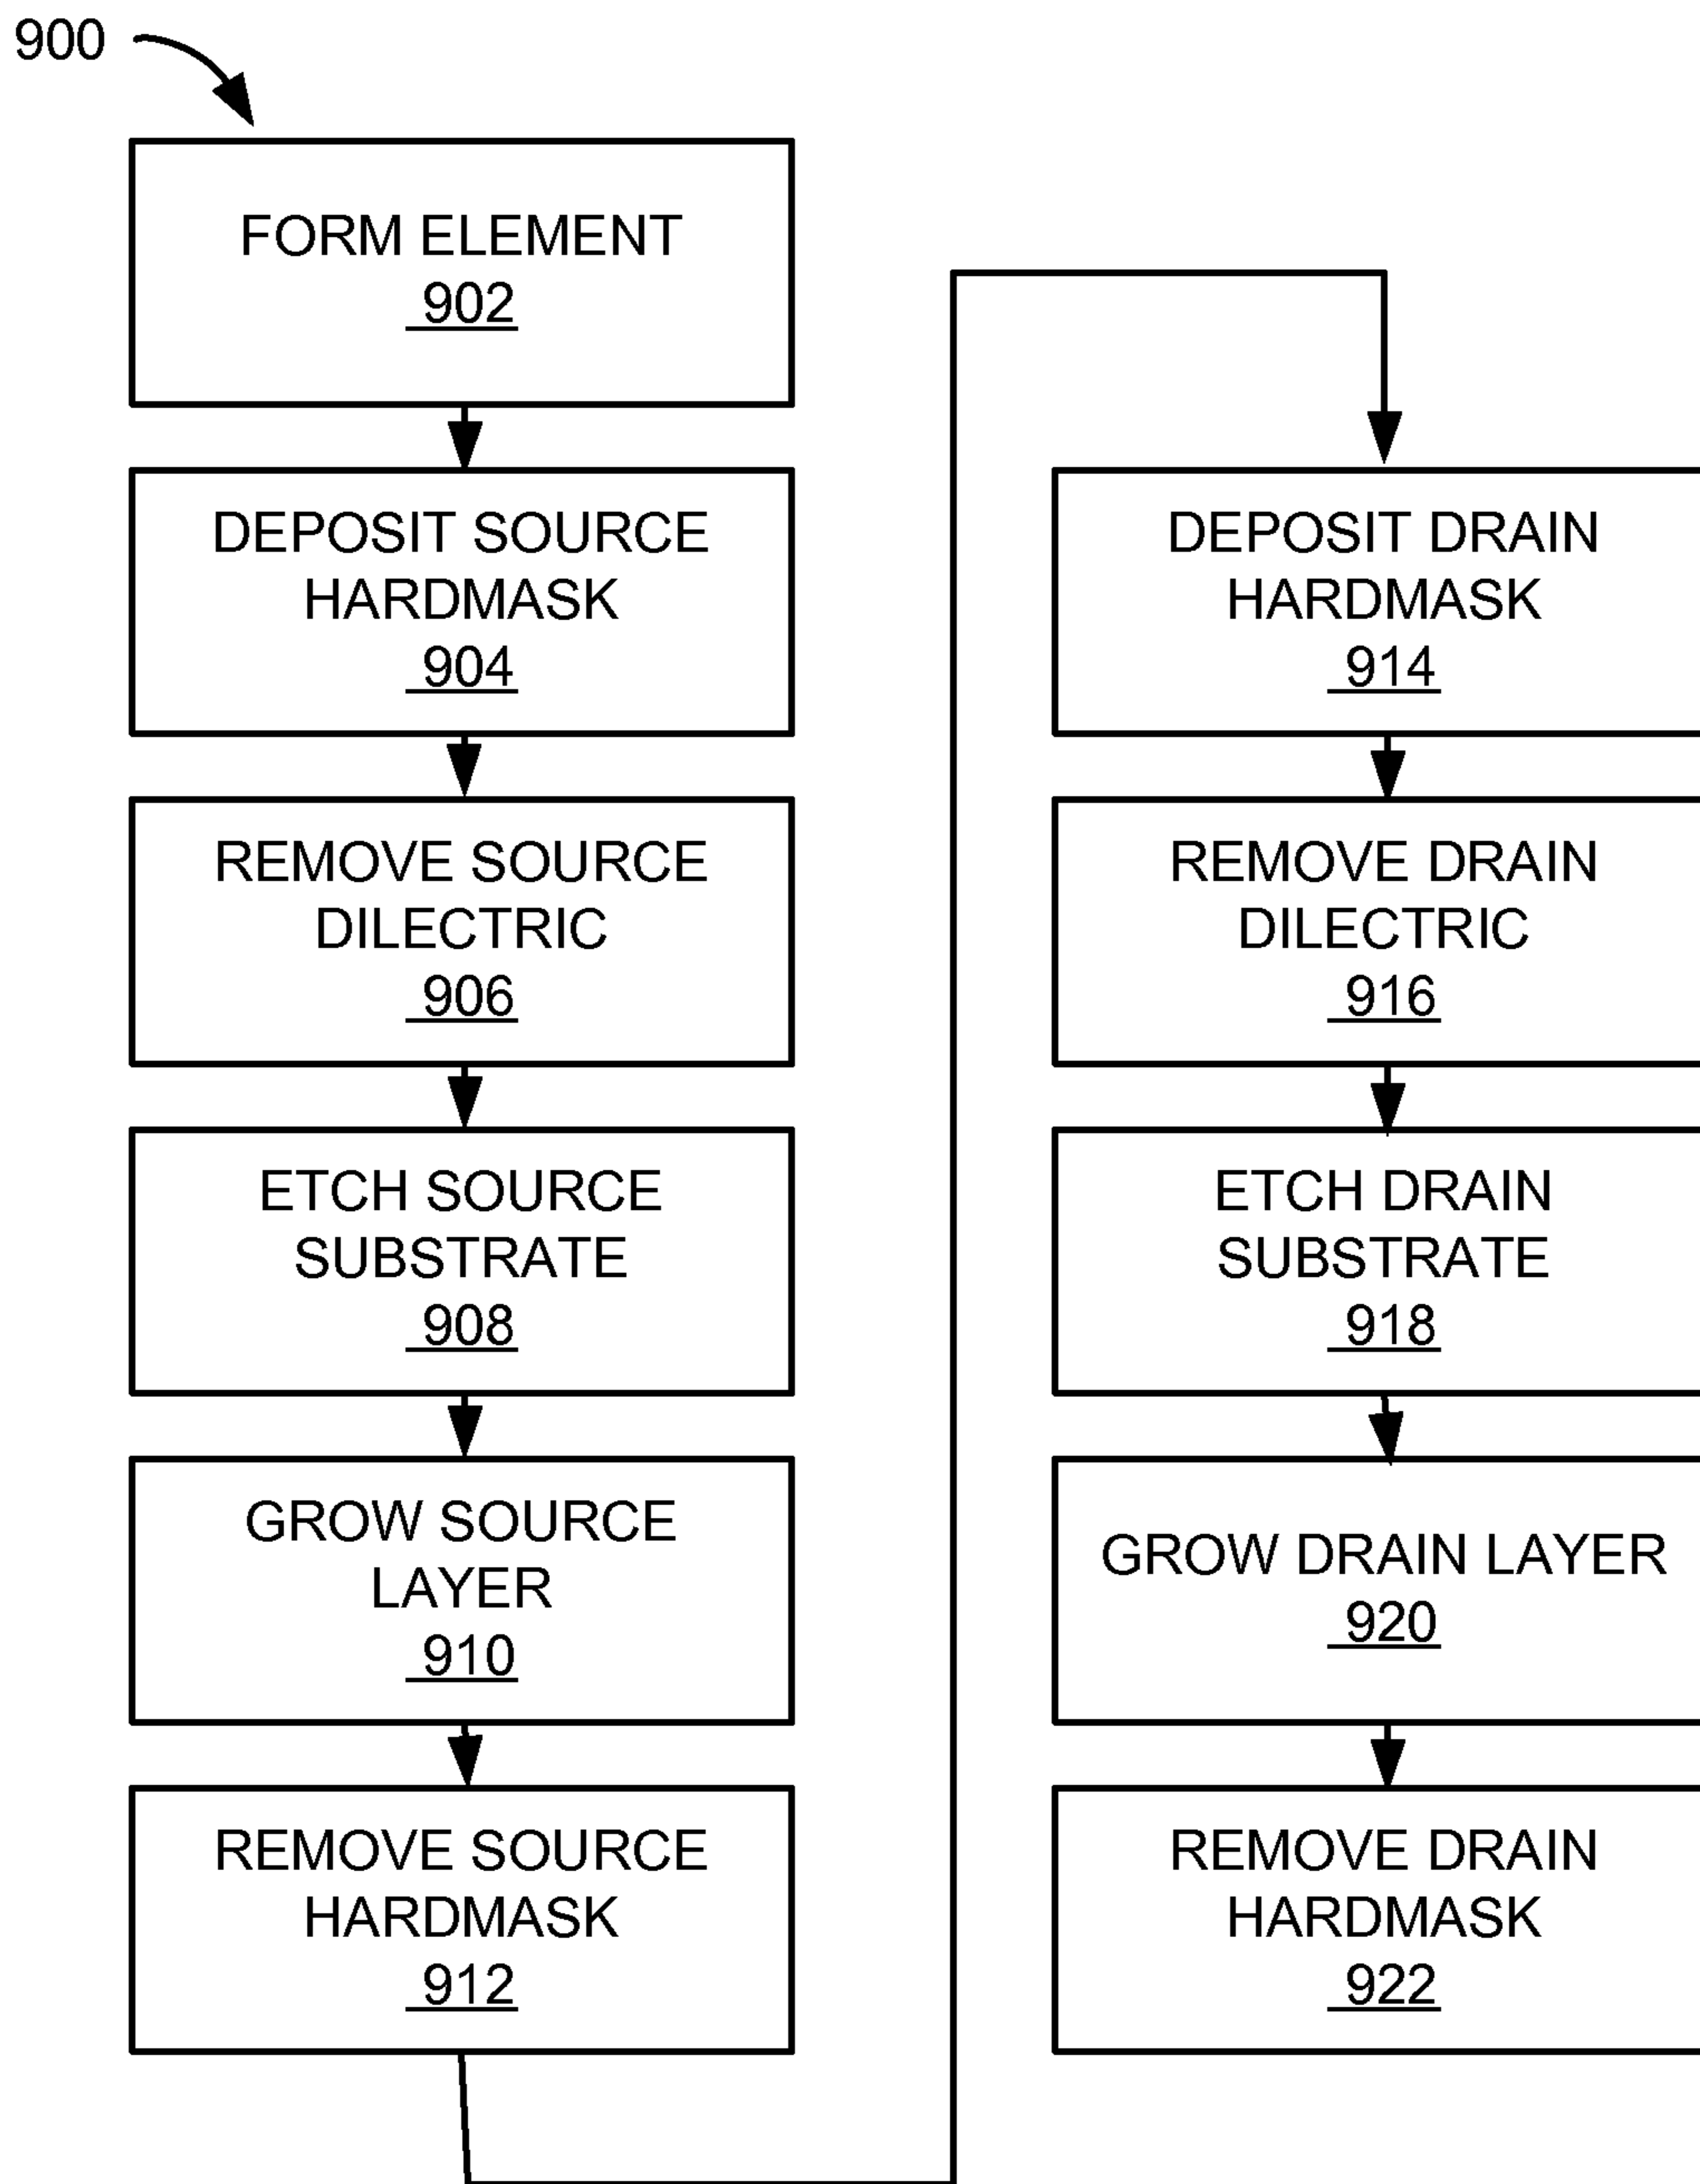 900
FORM ELEMENT
902
DEPOSIT SOURCE
HARDMASK
904
REMOVE SOURCE
DILECTRIC
906
ETCH SOURCE
SUBSTRATE
908
GROW SOURCE
LAYER
910
REMOVE SOURCE
HARDMASK
912
DEPOSIT DRAIN
HARDMASK
914
REMOVE DRAIN
DILECTRIC
916
ETCH DRAIN
SUBSTRATE
918
GROW DRAIN LAYER
920
REMOVE DRAIN
HARDMASK
922